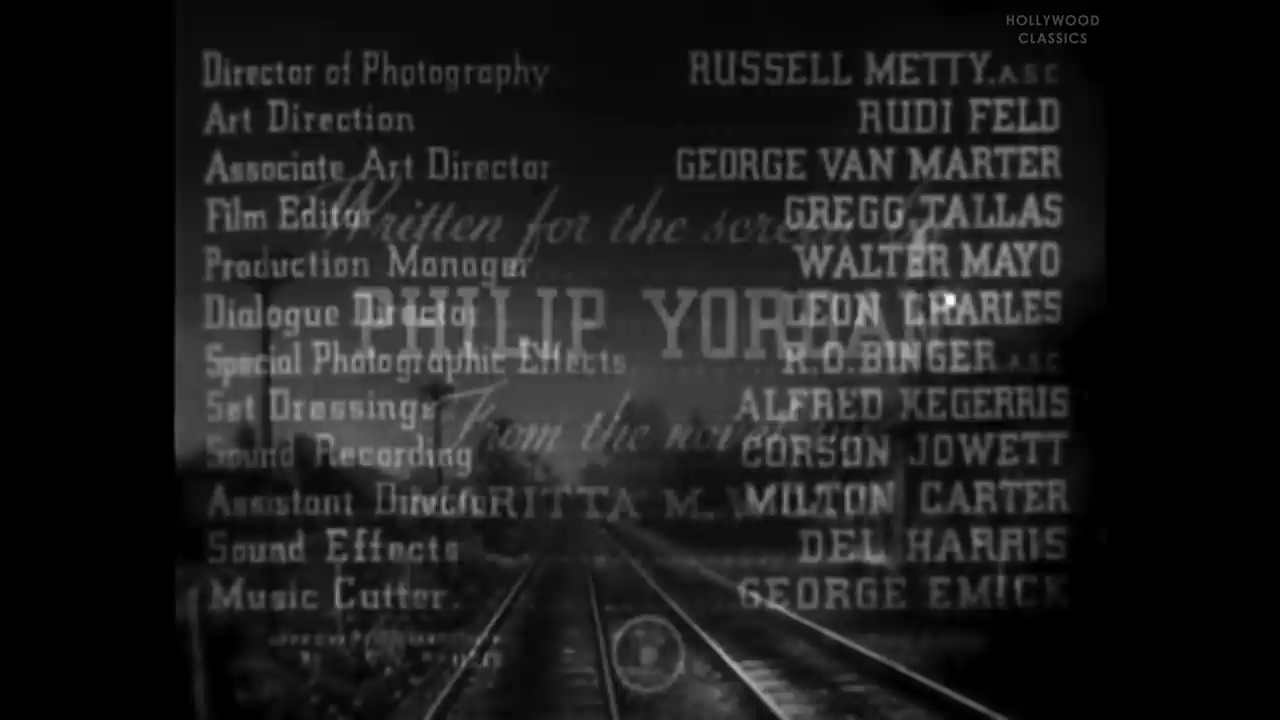 HOLLYWOOD
CLASSICS
Director of Photography RUSSELL METTY. A.S.C
Art Direction RUDI FELD
Associate Art Director GEORGE VAN MARTER
Film Editor GREGG TALLAS
Written for the screen by
Production Manager WALTER MAYO
Dialogue Director LEON CHARLES
PHILIP YORDAN
Special Photographic Effects R.O. BINGER A.S.C
Set Dressings ALFRED KEGERRIS
From the novel by
Sound Recording CORSON JOWETT
Assistant Director MILTON CARTER
MARITTA M.
Sound Effects DEL HARRIS
Music Cutter. GEORGE EMICK